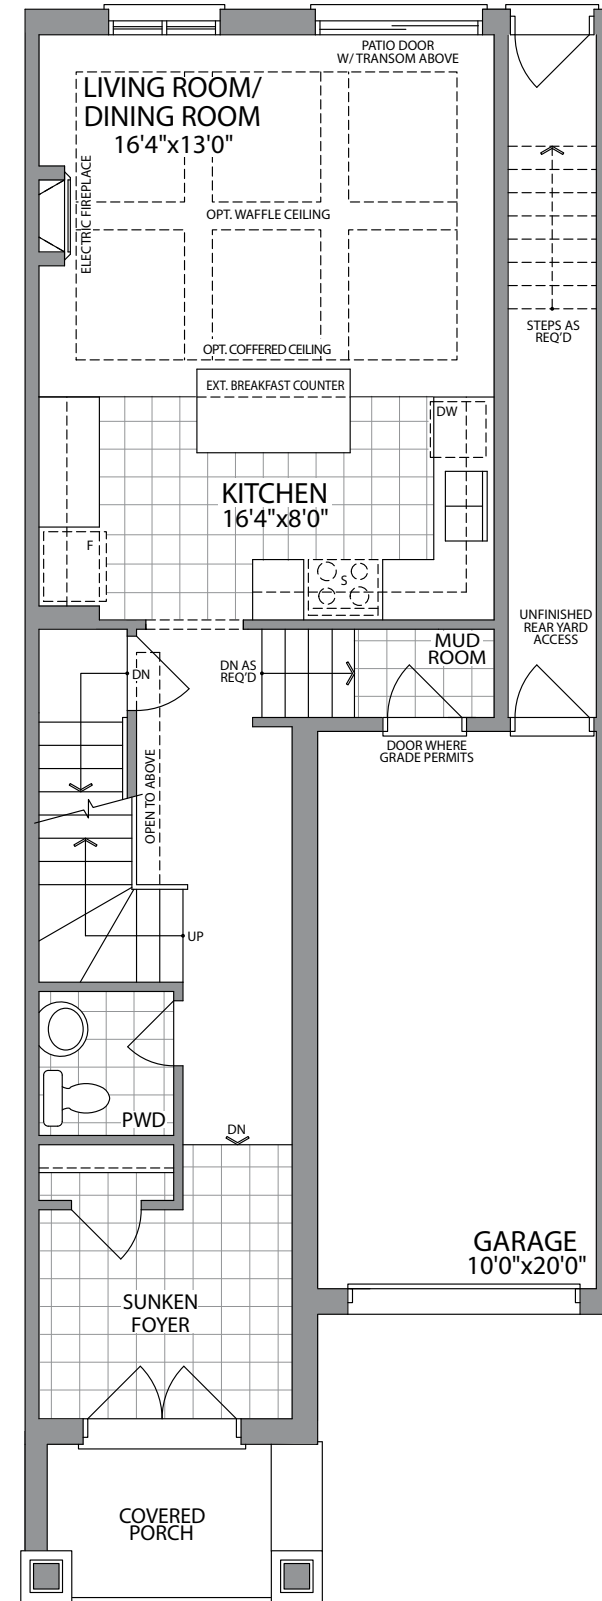 PATIO DOOR
W/ TRANSOM ABOVE
LIVING ROOM/
DINING ROOM
16'4"x13'0"
ELECTRIC FIREPLACE
OPT. WAFFLE CEILING
STEPS AS
REQ'D
OPT. COFFERED CEILING
EXT. BREAKFAST COUNTER
DW
KITCHEN
16'4"x8'0"
F
S
UNFINISHED
REAR YARD
ACCESS
MUD
ROOM
DN
DN AS
REQ'D
DOOR WHERE
GRADE PERMITS
OPEN TO ABOVE
UP
PWD
DN
GARAGE
10'0"x20'0"
SUNKEN
FOYER
COVERED
PORCH